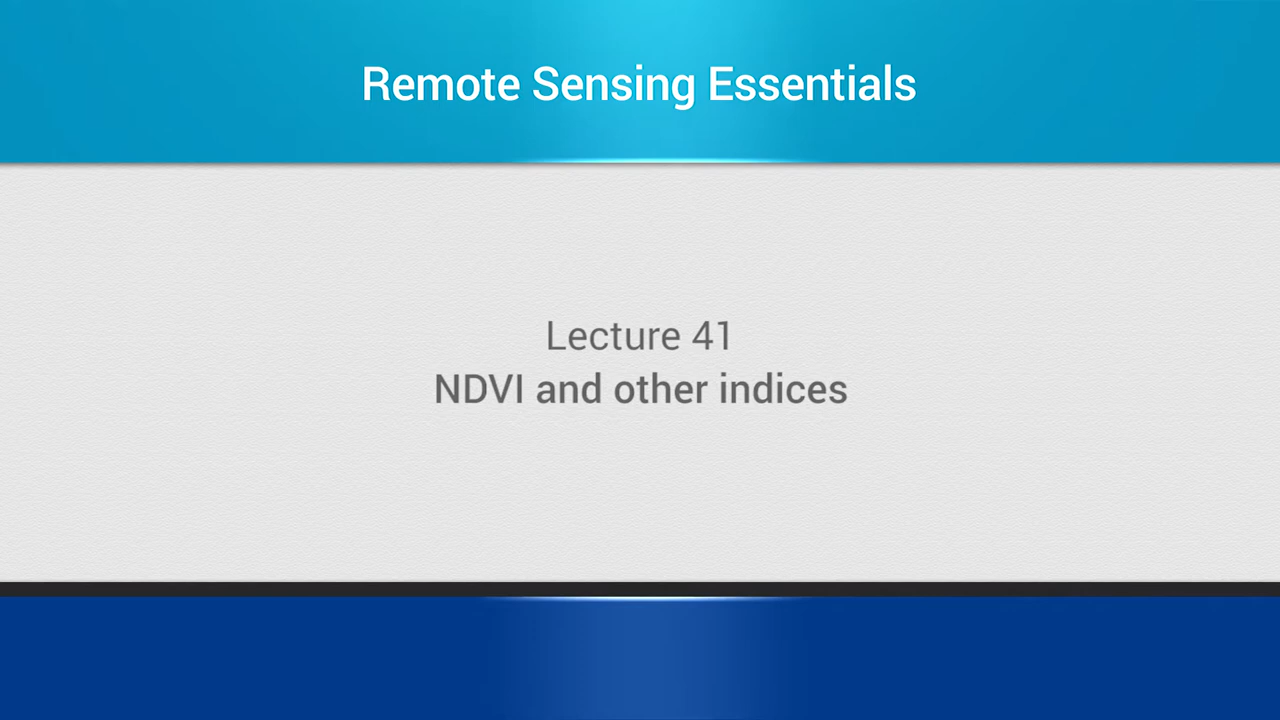 Remote Sensing Essentials
Lecture 41
NDVI and other indices